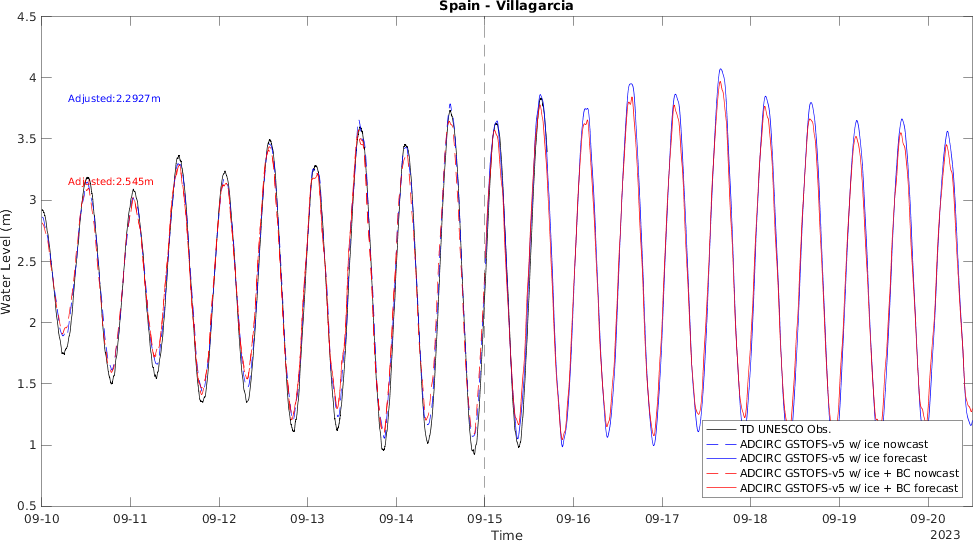 Spain - Villagarcia
4.5
4
3.5
3
2.5
2
1.5
1
0.5
Water Level (m)
Adjusted:2.2927m
Adjusted:2.545m
TD UNESCO Obs.
ADCIRC GSTOFS-v5 w/ ice nowcast
ADCIRC GSTOFS-v5 w/ ice forecast
ADCIRC GSTOFS-v5 w/ ice + BC nowcast
ADCIRC GSTOFS-v5 w/ ice + BC forecast
09-10 09-11 09-12 09-13 09-14 09-15 09-16 09-17 09-18 09-19 09-20
Time
2023